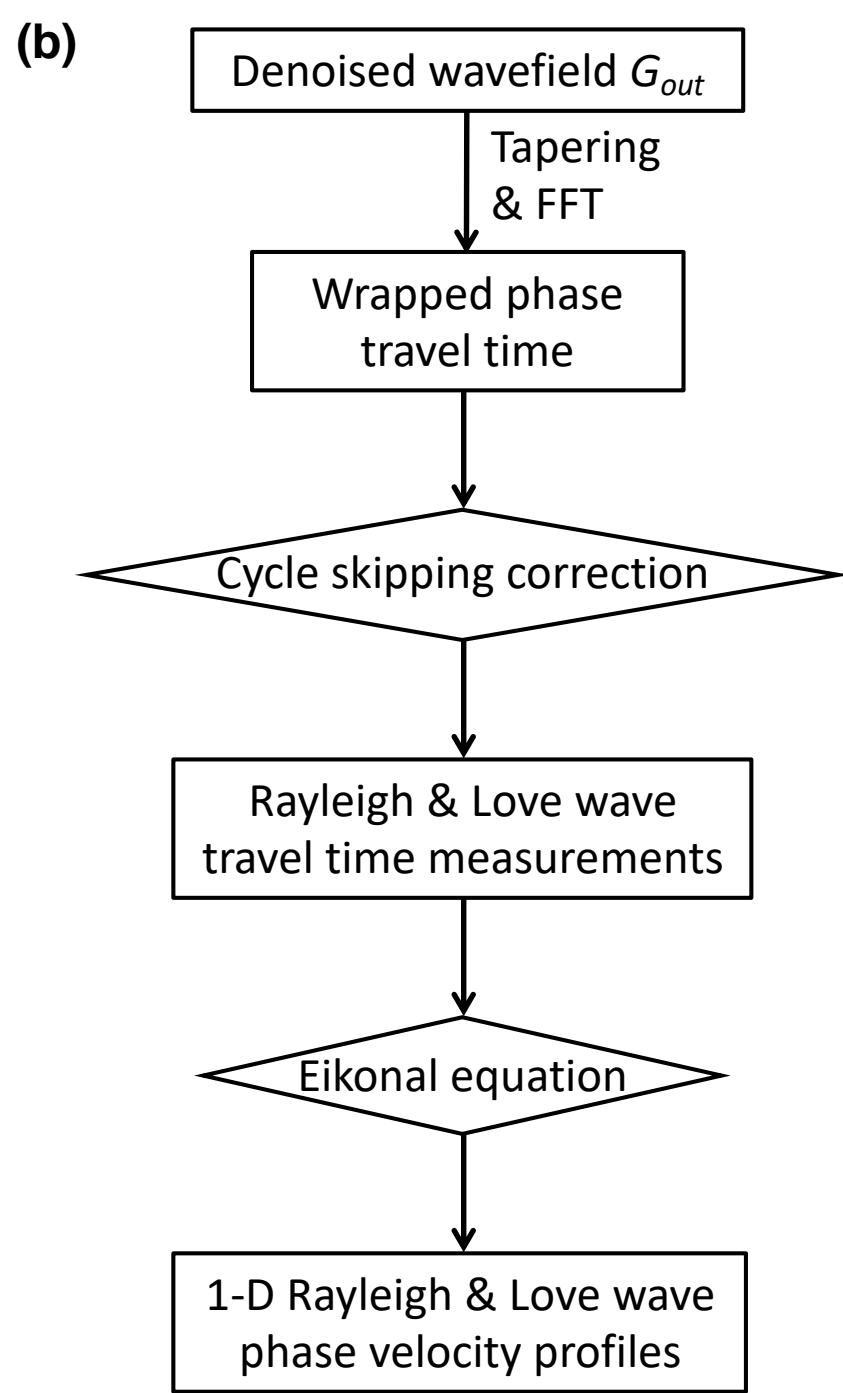 (b)
Denoised wavefield G_out
Tapering
& FFT
Wrapped phase
travel time
Cycle skipping correction
Rayleigh & Love wave
travel time measurements
Eikonal equation
1-D Rayleigh & Love wave
phase velocity profiles